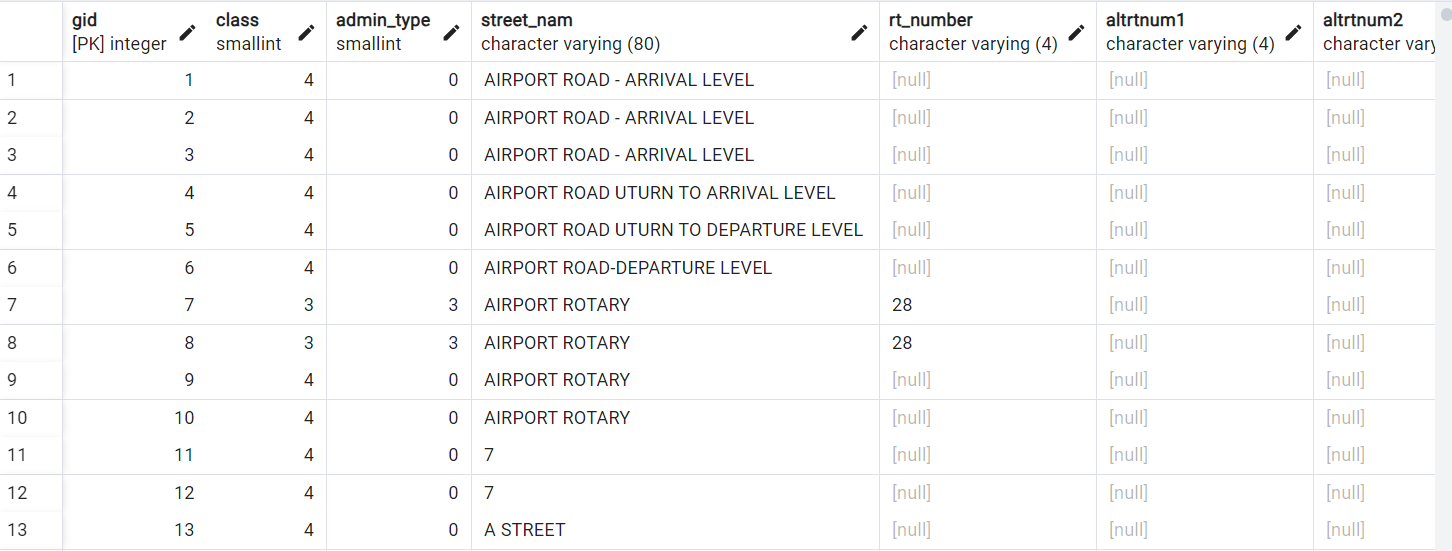 gid class admin_type street_nam rt_number altrtnum1 altrtnum2
[PK] integer smallint smallint character varying (80) character varying (4) character varying (4) character
1 1 4 0 AIRPORT ROAD - ARRIVAL LEVEL [null] [null] [null]
2 2 4 0 AIRPORT ROAD - ARRIVAL LEVEL [null] [null] [null]
3 3 4 0 AIRPORT ROAD - ARRIVAL LEVEL [null] [null] [null]
4 4 4 0 AIRPORT ROAD UTURN TO ARRIVAL LEVEL [null] [null] [null]
5 5 4 0 AIRPORT ROAD UTURN TO DEPARTURE LEVEL [null] [null] [null]
6 6 4 0 AIRPORT ROAD-DEPARTURE LEVEL [null] [null] [null]
7 7 3 3 AIRPORT ROTARY 28 [null] [null]
8 8 3 3 AIRPORT ROTARY 28 [null] [null]
9 9 4 0 AIRPORT ROTARY [null] [null] [null]
10 10 4 0 AIRPORT ROTARY [null] [null] [null]
11 11 4 0 7 [null] [null] [null]
12 12 4 0 7 [null] [null] [null]
13 13 4 0 A STREET [null] [null] [null]